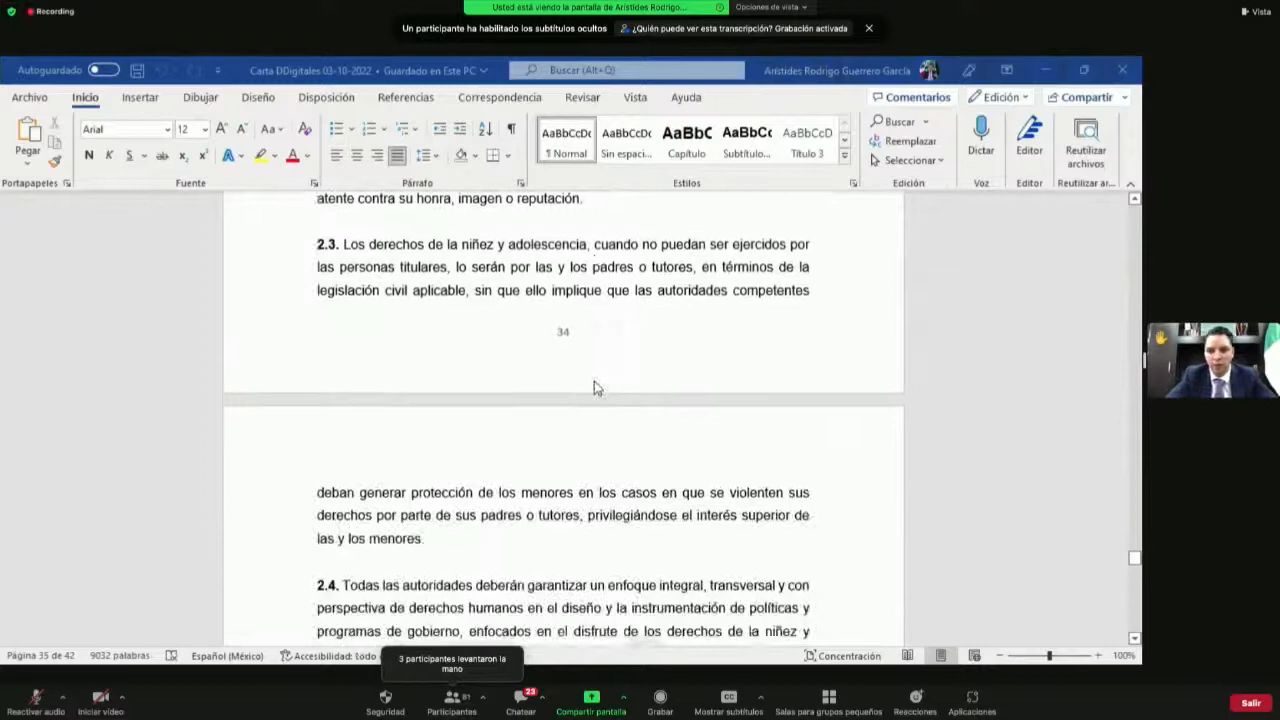 Recording
Usted está viendo la pantalla de Arístides Rodrigo...
Opciones de vista
Vista
Un participante ha habilitado los subtítulos ocultos
¿Quién puede ver esta transcripción? Grabación activada
Autoguardado
Carta DDigitales 03-10-2022 • Guardado en Este PC
Buscar (Alt+Q)
Arístides Rodrigo Guerrero García
Archivo Inicio Insertar Dibujar Diseño Disposición Referencias Correspondencia Revisar Vista Ayuda
Comentarios Edición Compartir
Pegar
Arial 12
N K S
AaBbCcDc AaBbCcDc AaBbC AaBbCc AaBbCcD
¶ Normal Sin espaci... Capítulo Subtítulo... Título 3
Buscar
Reemplazar
Seleccionar
Dictar
Editor
Reutilizar archivos
Portapapeles Fuente Párrafo Estilos Edición Voz Editor Reutilizar ar...
atente contra su honra, imagen o reputación.
2.3. Los derechos de la niñez y adolescencia, cuando no puedan ser ejercidos por
las personas titulares, lo serán por las y los padres o tutores, en términos de la
legislación civil aplicable, sin que ello implique que las autoridades competentes
34
deban generar protección de los menores en los casos en que se violenten sus
derechos por parte de sus padres o tutores, privilegiándose el interés superior de
las y los menores.
2.4. Todas las autoridades deberán garantizar un enfoque integral, transversal y con
perspectiva de derechos humanos en el diseño y la instrumentación de políticas y
programas de gobierno, enfocados en el disfrute de los derechos de la niñez y
Página 35 de 42 9032 palabras Español (México) Accesibilidad: todo
Concentración 100%
3 participantes levantaron la
mano
81
23
Reactivar audio Iniciar video Seguridad Participantes Chatear Compartir pantalla Grabar Mostrar subtítulos Salas para grupos pequeños Reacciones Aplicaciones
Salir